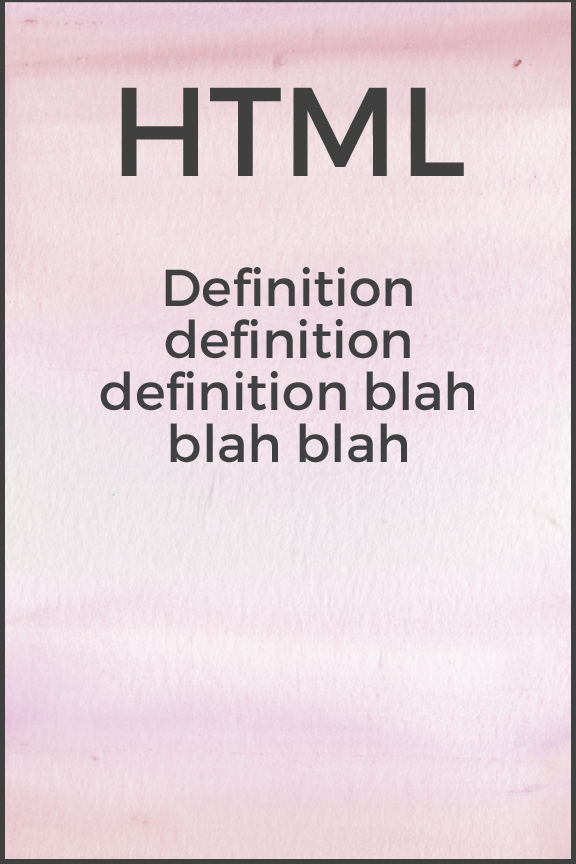 HTML
Definition
definition
definition blah
blah blah